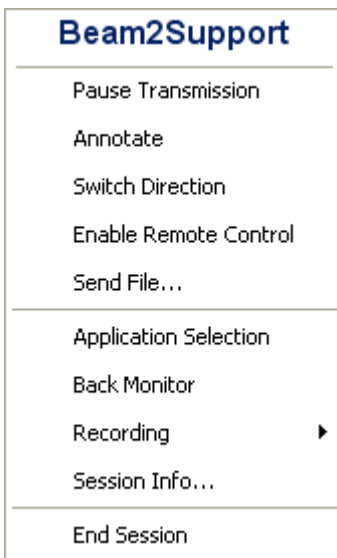 Beam2Support
Pause Transmission
Annotate
Switch Direction
Enable Remote Control
Send File...
Application Selection
Back Monitor
Recording
Session Info...
End Session